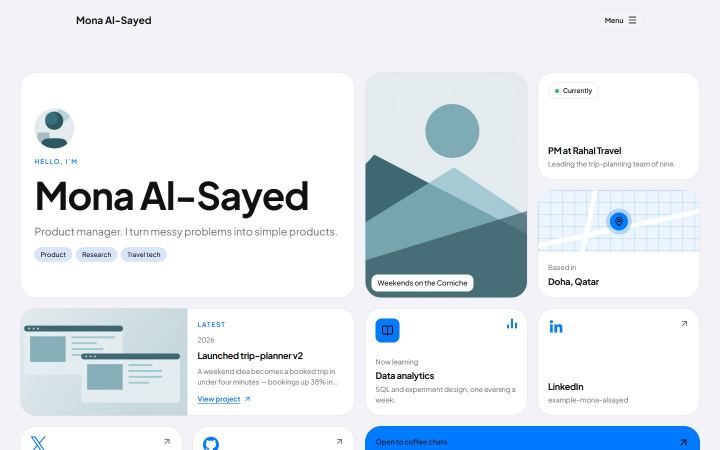 Mona Al-Sayed
Menu
HELLO, I'M
Mona Al-Sayed
Product manager. I turn messy problems into simple products.
Product
Research
Travel tech
Weekends on the Corniche
Currently
PM at Rahal Travel
Leading the trip-planning team of nine.
Based in
Doha, Qatar
LATEST
2026
Launched trip-planner v2
A weekend idea becomes a booked trip in
under four minutes — bookings up 38% in...
View project
Now learning
Data analytics
SQL and experiment design, one evening a
week.
in
LinkedIn
example-mona-alsayed
Open to coffee chats